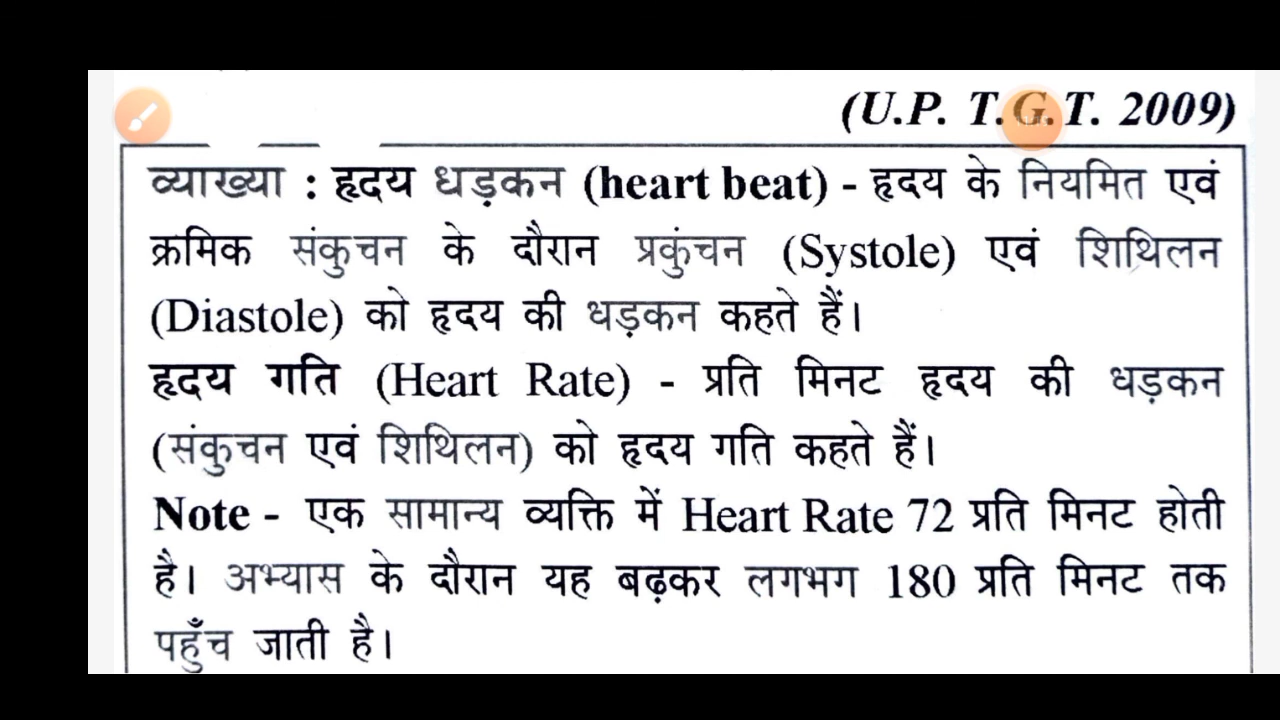 (U.P. T.G.T. 2009)
व्याख्या : हृदय धड़कन (heart beat) - हृदय के नियमित एवं
क्रमिक संकुचन के दौरान प्रकुंचन (Systole) एवं शिथिलन
(Diastole) को हृदय की धड़कन कहते हैं।
हृदय गति (Heart Rate) - प्रति मिनट हृदय की धड़कन
(संकुचन एवं शिथिलन) को हृदय गति कहते हैं।
Note - एक सामान्य व्यक्ति में Heart Rate 72 प्रति मिनट होती
है। अभ्यास के दौरान यह बढ़कर लगभग 180 प्रति मिनट तक
पहुँच जाती है।